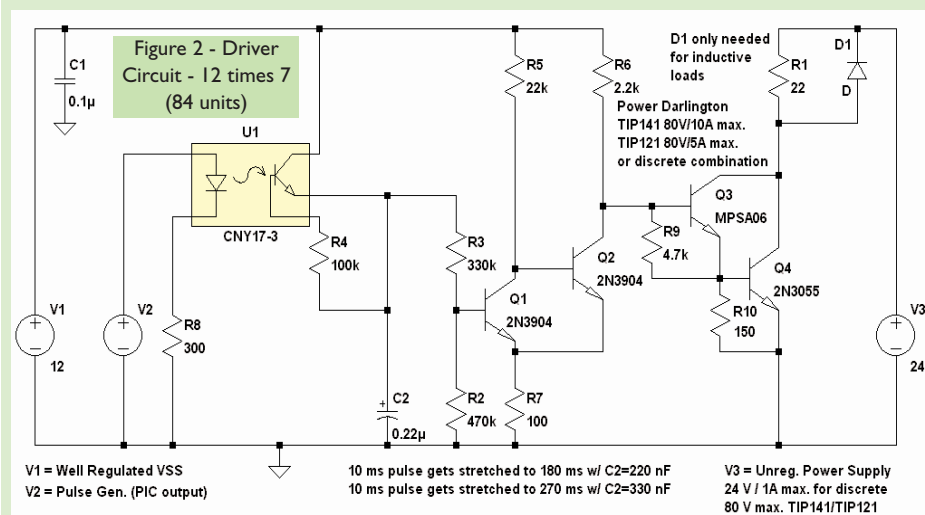 Figure 2 - Driver
Circuit - 12 times 7
(84 units)
C1
0.1µ
U1
CNY17-3
R4
100k
R3
330k
R5
22k
R6
2.2k
D1 only needed
for inductive
loads
R1
22
D1
D
Power Darlington
TIP141 80V/10A max.
TIP121 80V/5A max.
or discrete combination
Q3
MPSA06
R9
4.7k
Q2
2N3904
Q1
2N3904
Q4
2N3055
R10
150
V1
12
V2
R8
300
C2
0.22µ
R2
470k
R7
100
V3
24
V1 = Well Regulated VSS
V2 = Pulse Gen. (PIC output)
10 ms pulse gets stretched to 180 ms w/ C2=220 nF
10 ms pulse gets stretched to 270 ms w/ C2=330 nF
V3 = Unreg. Power Supply
24 V / 1A max. for discrete
80 V max. TIP141/TIP121